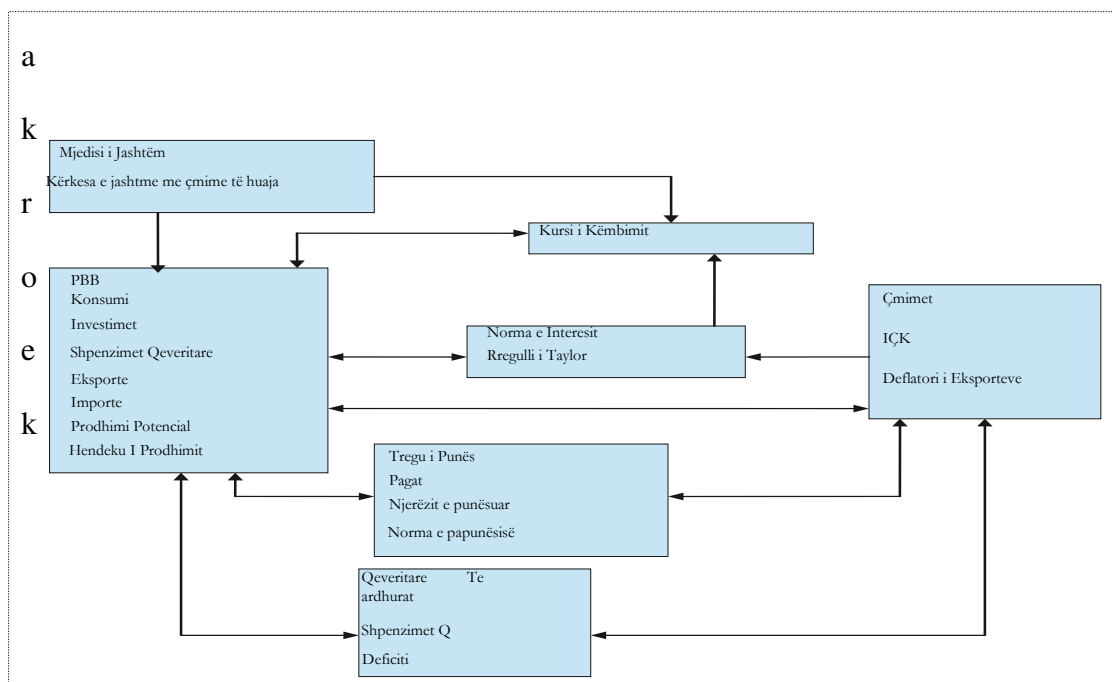 a
k
r
o
e
k
Mjedisi i Jashtëm
Kërkesa e jashtme me çmime të huaja
Kursi i Këmbimit
PBB
Konsumi
Investimet
Shpenzimet Qeveritare
Eksporte
Importe
Prodhimi Potencial
Hendeku I Prodhimit
Norma e Interesit
Rregulli i Taylor
Çmimet
IÇK
Deflatori i Eksporteve
Tregu i Punës
Pagat
Njerëzit e punësuar
Norma e papunësisë
Qeveritare Te
ardhurat
Shpenzimet Q
Deficiti